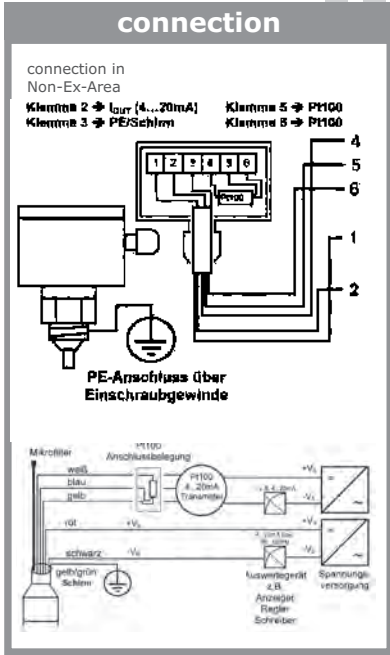 connection
connection in
Non-Ex-Area
Klemme 2 → I_OUT (4...20mA) Klemme 5 → Pt100
Klemme 3 → PE/Schirm Klemme 6 → Pt100
1 2 3 4 5 6
Pt100
4
5
6
1
2
PE-Anschluss über
Einschraubgewinde
Mikrofilter
Pt100
Anschlussbelegung
weiß
blau
gelb
Pt100
4...20mA
Transmitter
+Vs
-Vs
rot
+Vs
+Vs
schwarz
-Vs
-Vs
gelb/grün
Schirm
Auswertegerät
z.B.
Anzeiger
Regler
Schreiber
Spannungs-
versorgung